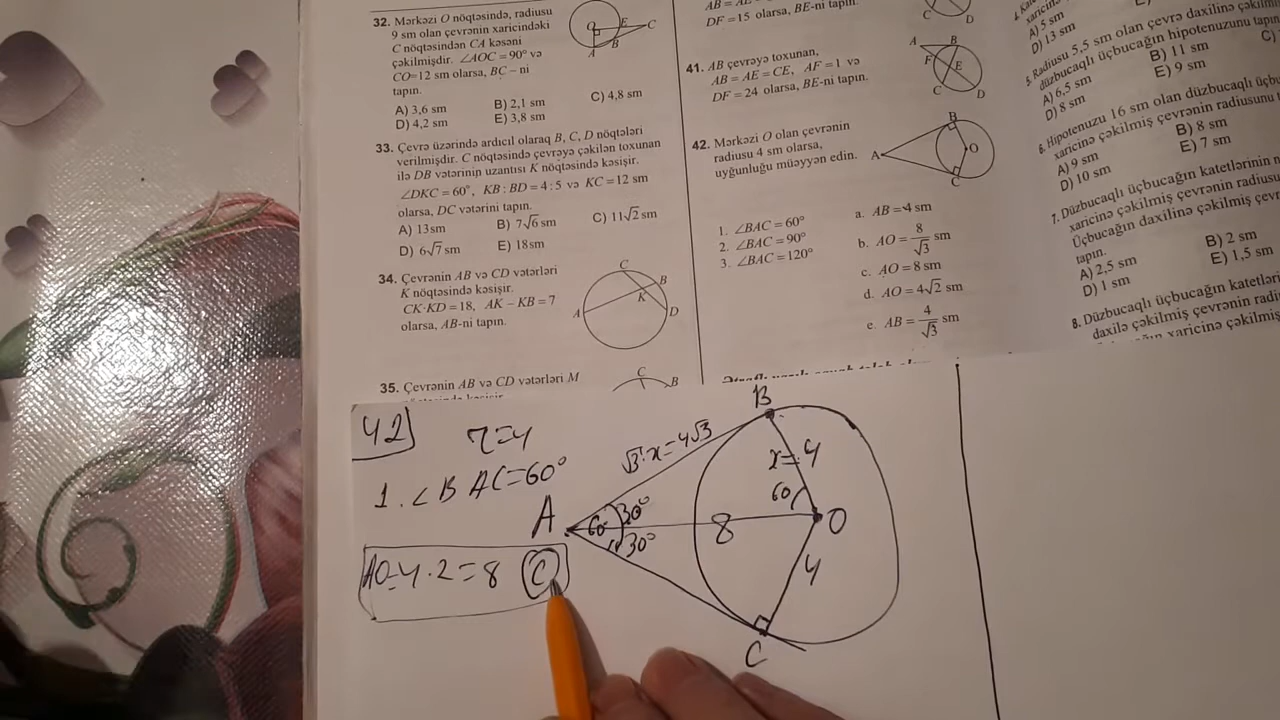 32. Mərkəzi O nöqtəsində, radiusu
9 sm olan çevrənin xaricindəki
C nöqtəsindən CA kəsəni
çəkilmişdir. ∠AOC = 90° və
CO=12 sm olarsa, BC – ni
tapın.
A) 3,6 sm B) 2,1 sm C) 4,8 sm
D) 4,2 sm E) 3,8 sm
O E C
A B
33. Çevrə üzərində ardıcıl olaraq B, C, D nöqtələri
verilmişdir. C nöqtəsində çevrəyə çəkilən toxunan
ilə DB vətərinin uzantısı K nöqtəsində kəsişir.
∠DKC = 60°, KB : BD = 4 : 5 və KC = 12 sm
olarsa, DC vətərini tapın.
A) 13sm B) 7√6 sm C) 11√2 sm
D) 6√7 sm E) 18sm
34. Çevrənin AB və CD vətərləri
K nöqtəsində kəsişir.
CK·KD = 18, AK – KB = 7
olarsa, AB-ni tapın.
C
B
K
A D
35. Çevrənin AB və CD vətərləri M
C B
DF = 15 olarsa, BE-ni tapın.
C D
41. AB çevrəyə toxunan,
AB = AE = CE, AF = 1 və
DF = 24 olarsa, BE-ni tapın.
A B
F E
C D
42. Mərkəzi O olan çevrənin
radiusu 4 sm olarsa,
uyğunluğu müəyyən edin.
B
A O
C
1. ∠BAC = 60°
2. ∠BAC = 90°
3. ∠BAC = 120°
a. AB = 4 sm
b. AO = 8/√3 sm
c. AO = 8 sm
d. AO = 4√2 sm
e. AB = 4/√3 sm
A) 5 sm
D) 13 sm
5. Radiusu 5,5 sm olan çevrə daxilinə
düzbucaqlı üçbucağın hipotenuzunu tapın
A) 6,5 sm B) 11 sm
D) 8 sm E) 9 sm
6. Hipotenuzu 16 sm olan düzbucaqlı
xaricinə çəkilmiş çevrənin radiusunu
A) 9 sm B) 8 sm
D) 10 sm E) 7 sm
7. Düzbucaqlı üçbucağın katetlərinin
xaricinə çəkilmiş çevrənin
Üçbucağın daxilinə çəkilmiş
tapın.
A) 2,5 sm B) 2 sm
D) 1 sm E) 1,5 sm
8. Düzbucaqlı üçbucağın
daxilə çəkilmiş çevrənin
xaricinə çəkilmiş
42) r=4
1. ∠BAC=60°
AO=4·2=8 C
B
√3·x=4√3
x=4
60
A 60 30° 8 O
30°
4
C